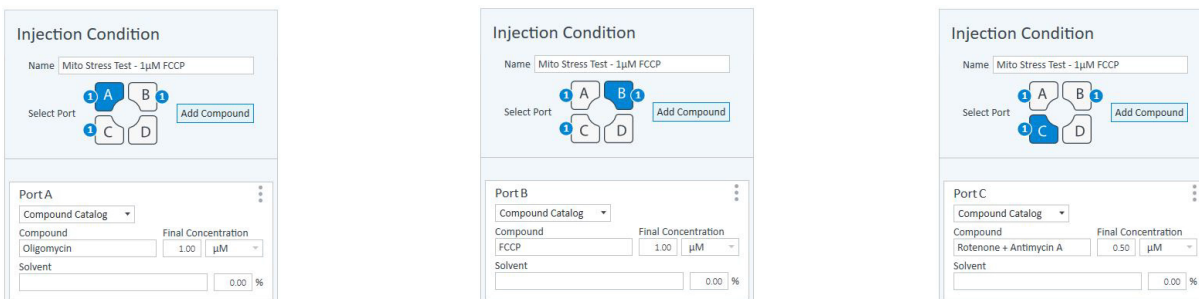 Injection Condition
Name Mito Stress Test - 1µM FCCP
1 A B 1
Select Port
Add Compound
1 C D
Port A
Compound Catalog
Compound Final Concentration
Oligomycin 1.00 µM
Solvent
0.00 %
Injection Condition
Name Mito Stress Test - 1µM FCCP
1 A B 1
Select Port
Add Compound
1 C D
Port B
Compound Catalog
Compound Final Concentration
FCCP 1.00 µM
Solvent
0.00 %
Injection Condition
Name Mito Stress Test - 1µM FCCP
1 A B 1
Select Port
Add Compound
1 C D
Port C
Compound Catalog
Compound Final Concentration
Rotenone + Antimycin A 0.50 µM
Solvent
0.00 %